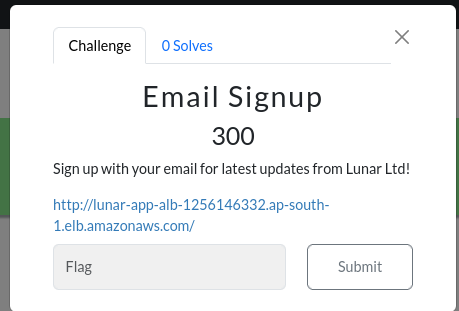 Challenge
0 Solves
Email Signup
300
Sign up with your email for latest updates from Lunar Ltd!
http://lunar-app-alb-1256146332.ap-south-
1.elb.amazonaws.com/
Flag
Submit